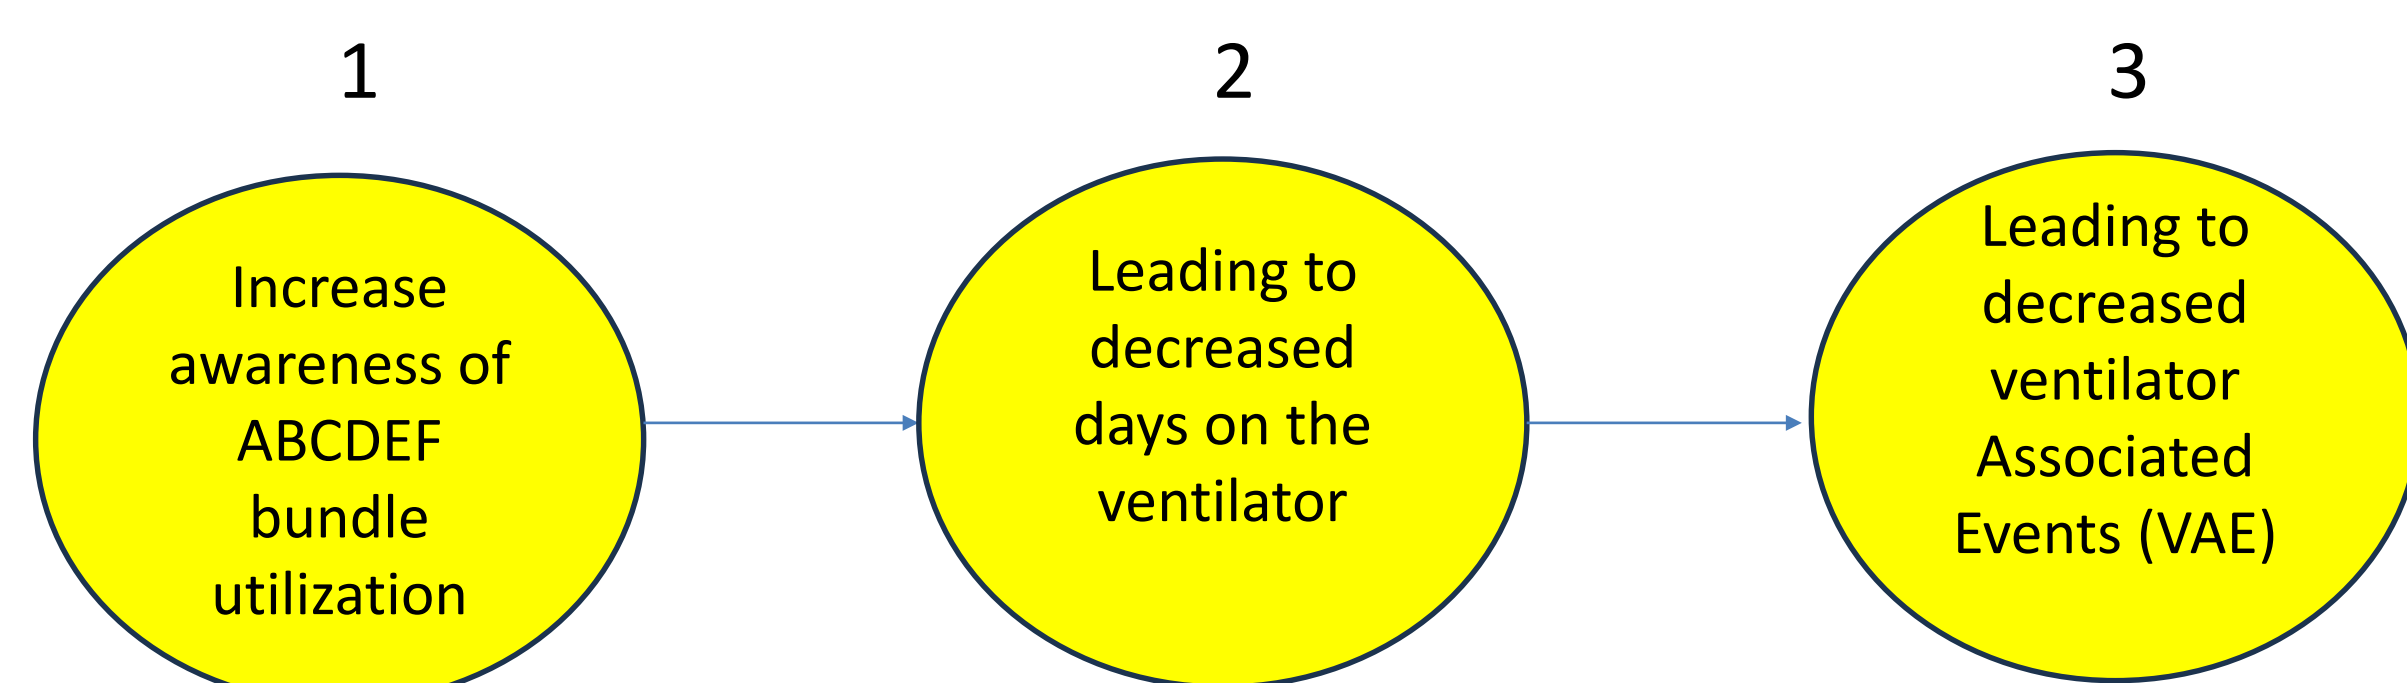 1
Increase
awareness of
ABCDEF
bundle
utilization
2
Leading to
decreased
days on the
ventilator
3
Leading to
decreased
ventilator
Associated
Events (VAE)